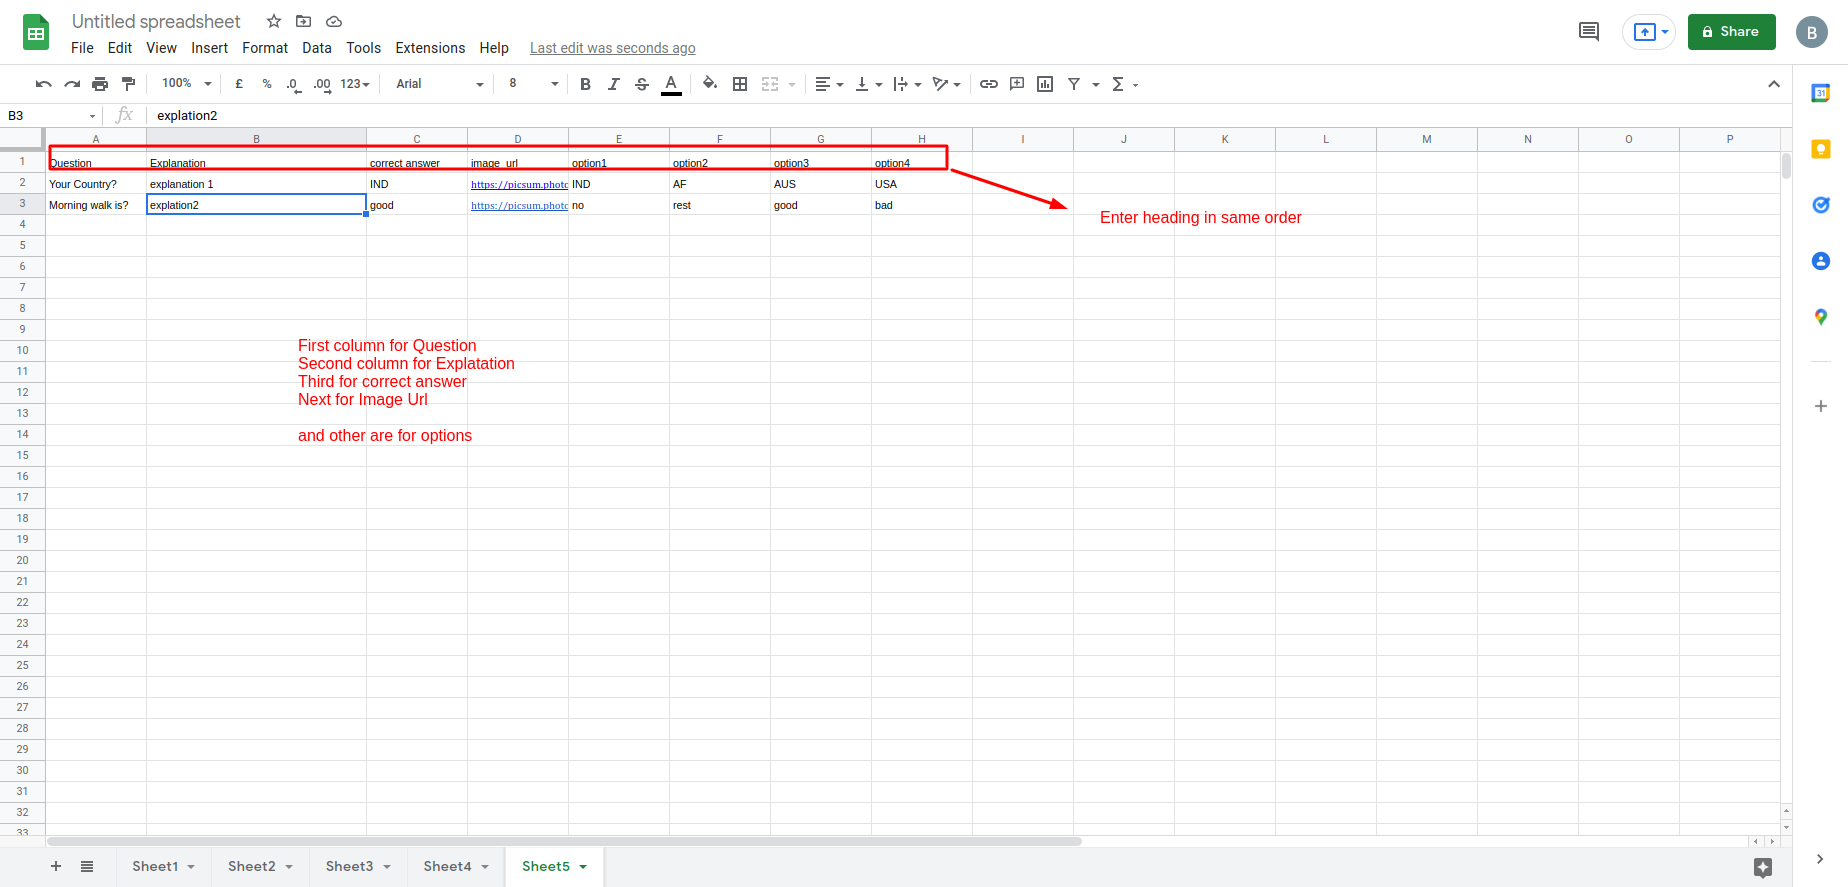 Untitled spreadsheet
File Edit View Insert Format Data Tools Extensions Help Last edit was seconds ago
Share
B
100% £ % .0 .00 123 Arial 8 B I S A
31
B3 fx explation2
A B C D E F G H I J K L M N O P
1 Question Explanation correct answer image_url option1 option2 option3 option4
2 Your Country? explanation 1 IND https://picsum.photo IND AF AUS USA
3 Morning walk is? explation2 good https://picsum.photo no rest good bad
Enter heading in same order
4
5
6
7
8
9
10
First column for Question
11
Second column for Explatation
12
Third for correct answer
Next for Image Url
13
14
and other are for options
15
16
17
18
19
20
21
22
23
24
25
26
27
28
29
30
31
32
33
Sheet1 Sheet2 Sheet3 Sheet4 Sheet5